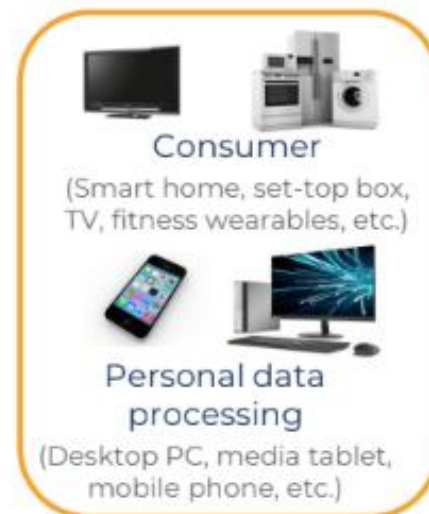 Consumer
(Smart home, set-top box,
TV, fitness wearables, etc.)
Personal data
processing
(Desktop PC, media tablet,
mobile phone, etc.)